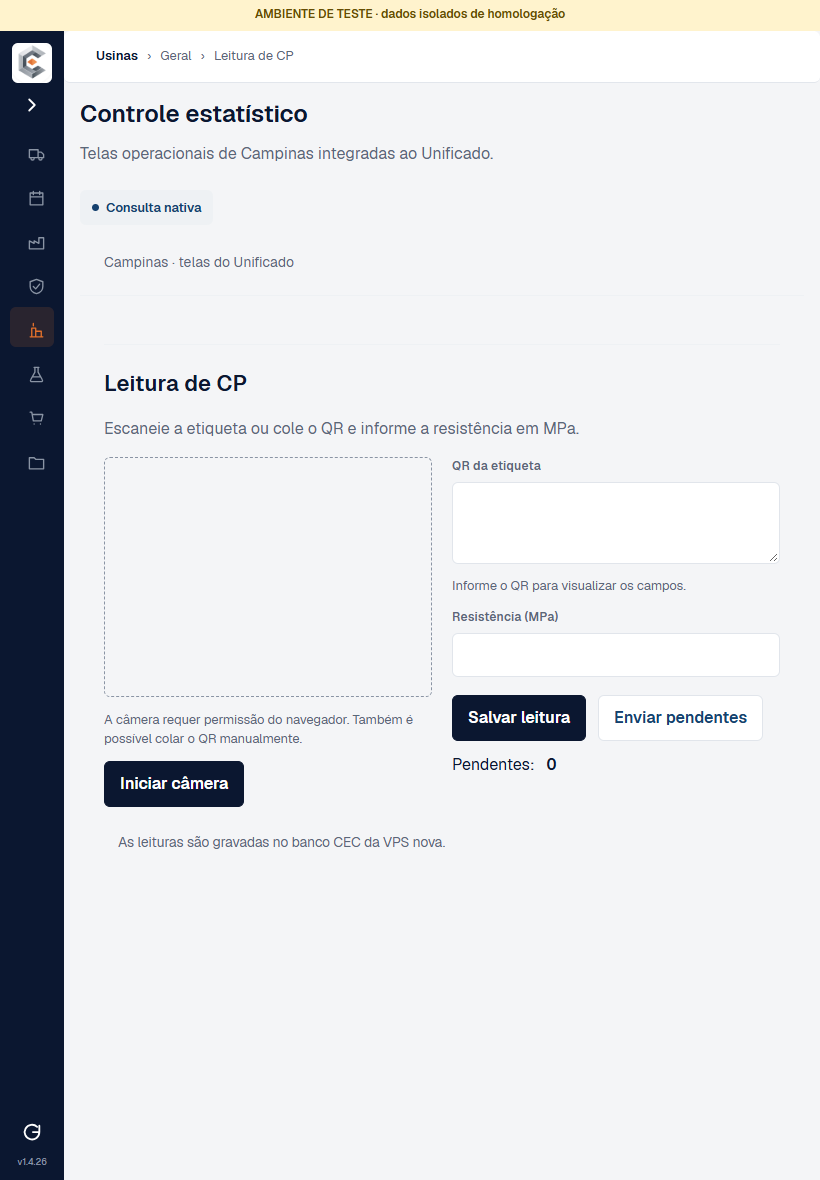 AMBIENTE DE TESTE · dados isolados de homologação
Usinas › Geral › Leitura de CP
Controle estatístico
Telas operacionais de Campinas integradas ao Unificado.
Consulta nativa
Campinas · telas do Unificado
Leitura de CP
Escaneie a etiqueta ou cole o QR e informe a resistência em MPa.
A câmera requer permissão do navegador. Também é
possível colar o QR manualmente.
Iniciar câmera
QR da etiqueta
Informe o QR para visualizar os campos.
Resistência (MPa)
Salvar leitura
Enviar pendentes
Pendentes: 0
As leituras são gravadas no banco CEC da VPS nova.
v1.4.26